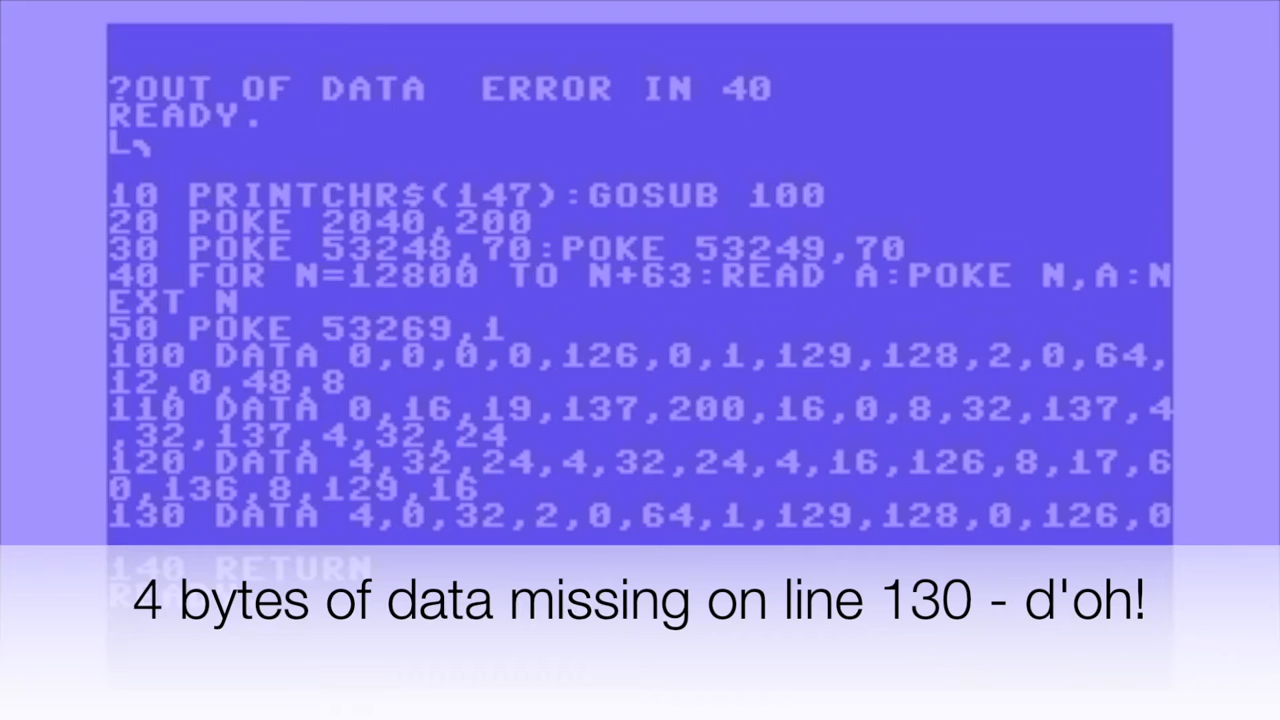 ?OUT OF DATA  ERROR IN 40
READY.
10 PRINTCHR$(147):GOSUB 100
20 POKE 2040,200
30 POKE 53248,70:POKE 53249,70
40 FOR N=12800 TO N+63:READ A:POKE N,A:N
EXT N
50 POKE 53269,1
100 DATA 0,0,0,0,126,0,1,129,128,2,0,64,
12,0,48,8
110 DATA 0,16,19,137,200,16,0,8,32,137,4
,32,137,4,32,24
120 DATA 4,32,24,4,32,24,4,16,126,8,17,6
0,136,8,129,16
130 DATA 4,0,32,2,0,64,1,129,128,0,126,0
140 RETURN
4 bytes of data missing on line 130 - d'oh!